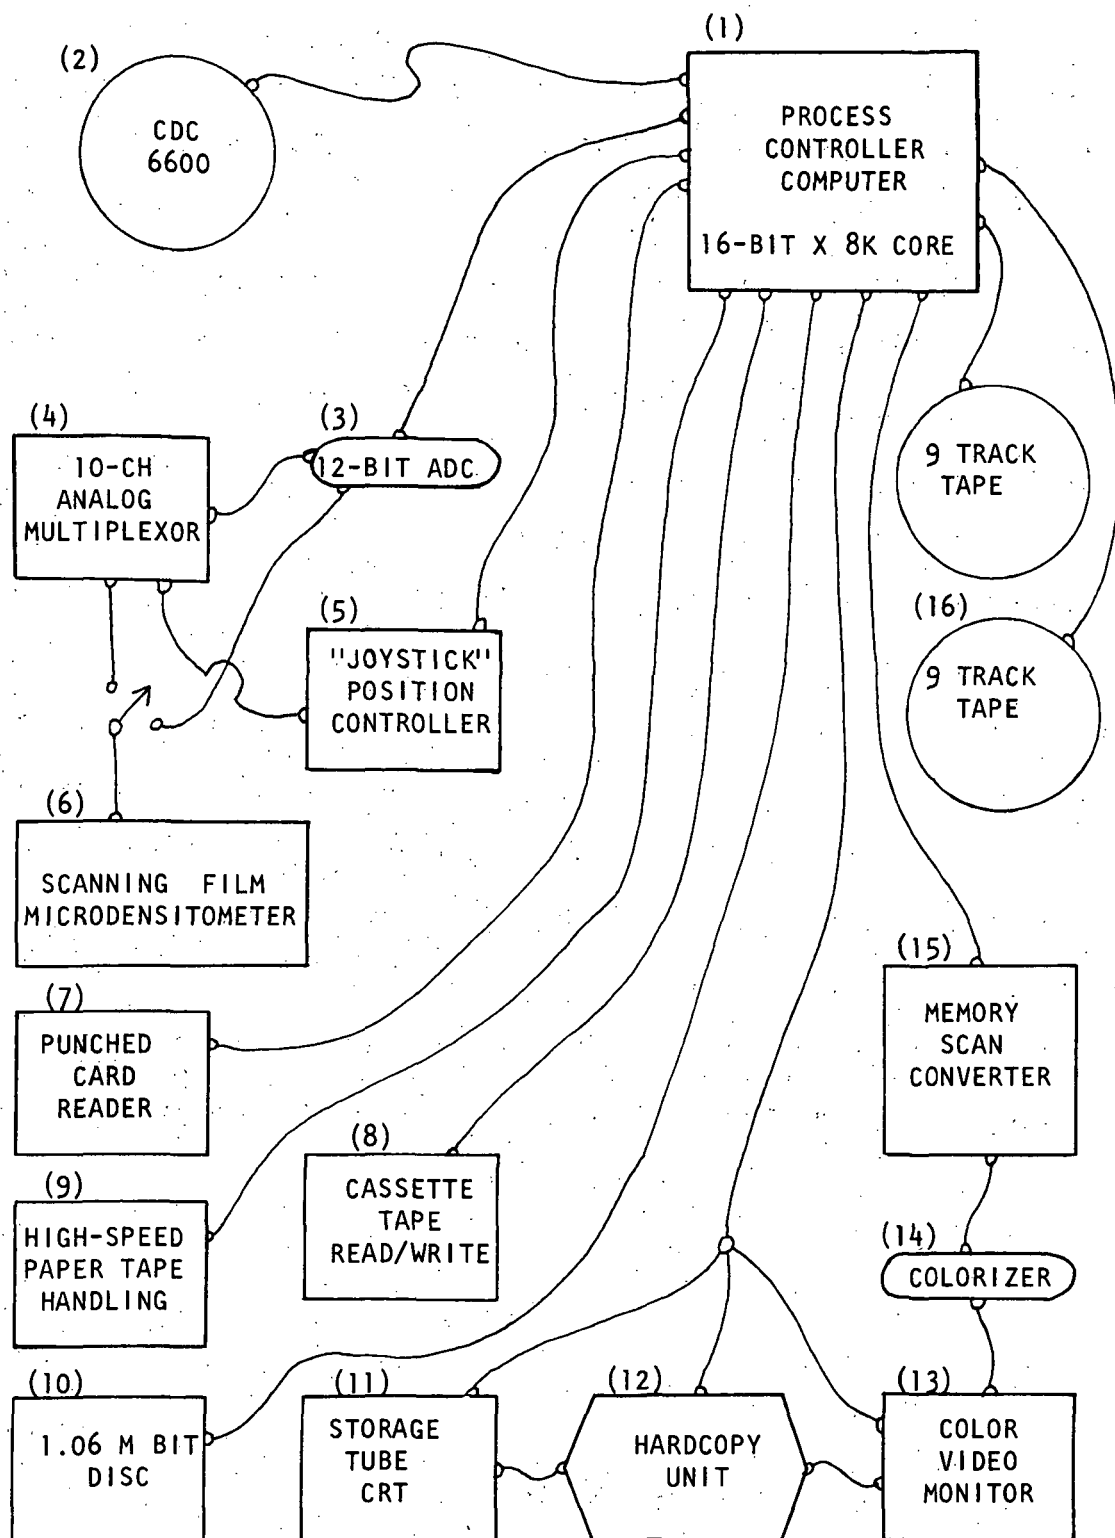 (1)
PROCESS
CONTROLLER
COMPUTER
16-BIT X 8K CORE
(2)
CDC
6600
(3)
12-BIT ADC
(4)
10-CH
ANALOG
MULTIPLEXOR
(5)
"JOYSTICK"
POSITION
CONTROLLER
9 TRACK
TAPE
(16)
9 TRACK
TAPE
(6)
SCANNING FILM
MICRODENSITOMETER
(7)
PUNCHED
CARD
READER
(8)
CASSETTE
TAPE
READ/WRITE
(9)
HIGH-SPEED
PAPER TAPE
HANDLING
(15)
MEMORY
SCAN
CONVERTER
(14)
COLORIZER
(10)
1.06 M BIT
DISC
(11)
STORAGE
TUBE
CRT
(12)
HARDCOPY
UNIT
(13)
COLOR
VIDEO
MONITOR